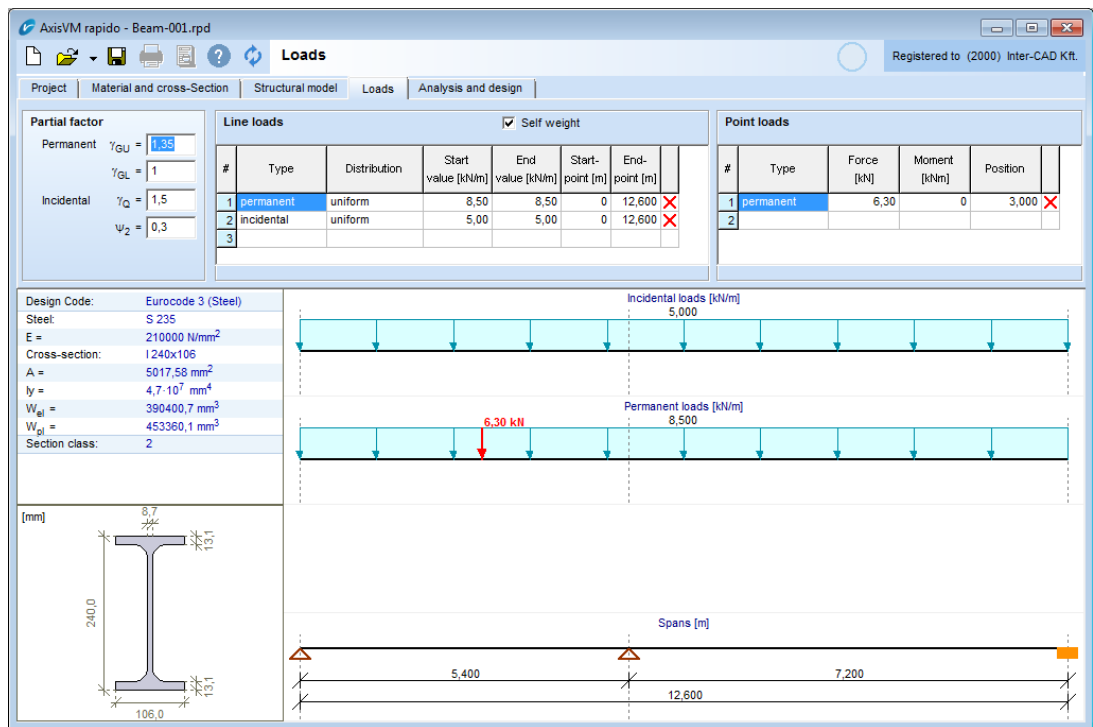 AxisVM rapido - Beam-001.rpd
Loads
Registered to (2000) Inter-CAD Kft.
Project Material and cross-Section Structural model Loads Analysis and design
Partial factor
Permanent γGU = 1,35
γGL = 1
Incidental γQ = 1,5
Ψ2 = 0,3
Line loads Self weight
# Type Distribution Start value [kN/m] End value [kN/m] Start-point [m] End-point [m]
1 permanent uniform 8,50 8,50 0 12,600
2 incidental uniform 5,00 5,00 0 12,600
3
Point loads
# Type Force [kN] Moment [kNm] Position
1 permanent 6,30 0 3,000
2
Design Code: Eurocode 3 (Steel)
Steel: S 235
E = 210000 N/mm2
Cross-section: I 240x106
A = 5017,58 mm2
Iy = 4,7·10^7 mm4
Wel = 390400,7 mm3
Wpl = 453360,1 mm3
Section class: 2
Incidental loads [kN/m]
5,000
Permanent loads [kN/m]
6,30 kN 8,500
[mm]
8,7
13,1
240,0
13,1
106,0
Spans [m]
5,400 7,200
12,600